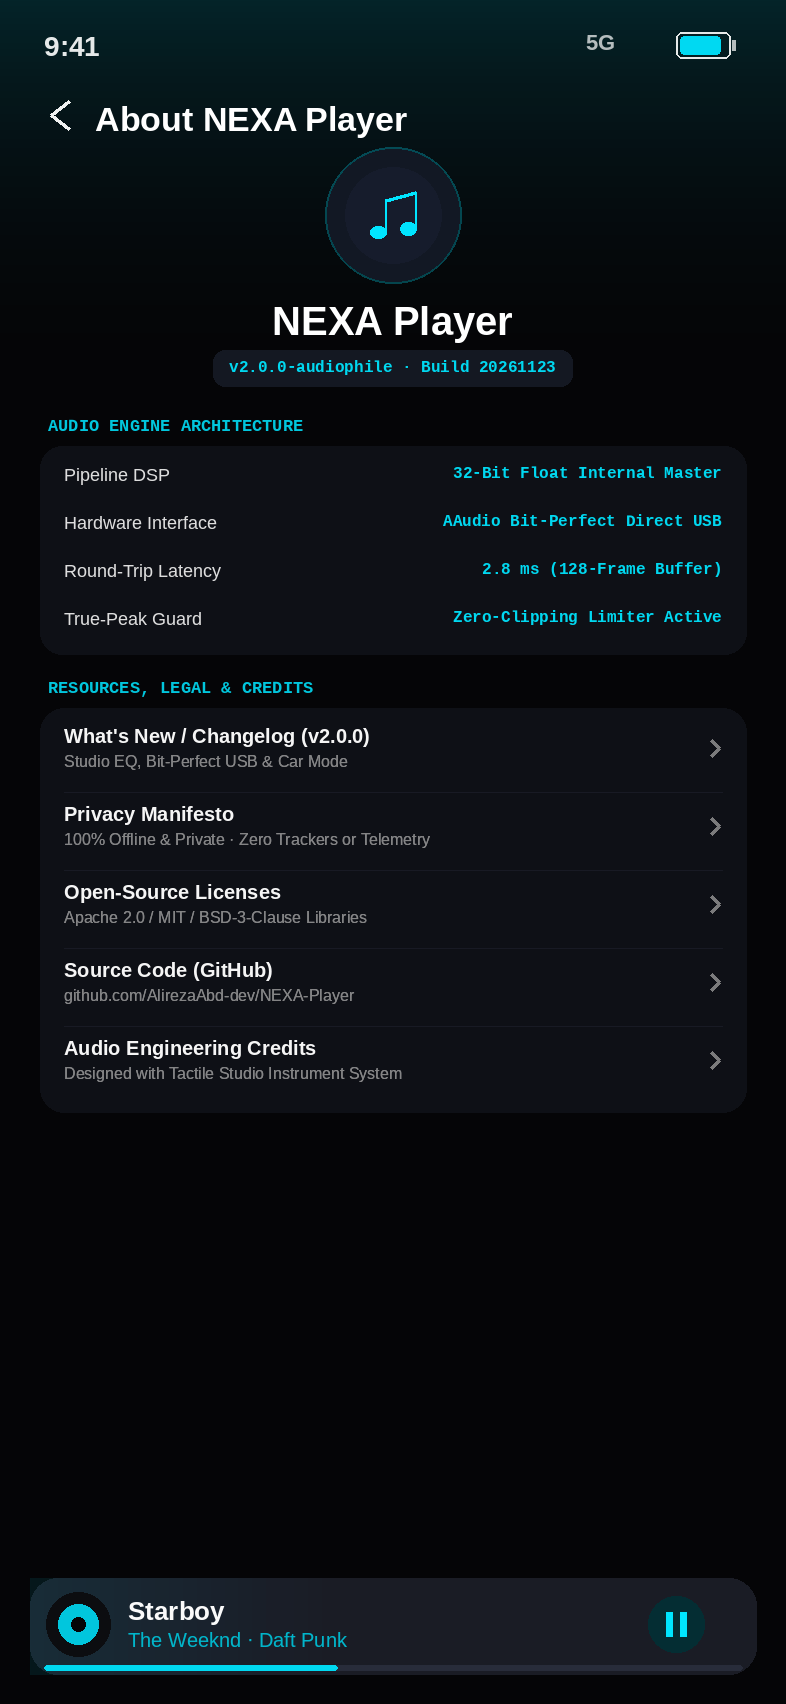 9:41
5G
About NEXA Player
NEXA Player
v2.0.0-audiophile · Build 20261123
AUDIO ENGINE ARCHITECTURE
Pipeline DSP 32-Bit Float Internal Master
Hardware Interface AAudio Bit-Perfect Direct USB
Round-Trip Latency 2.8 ms (128-Frame Buffer)
True-Peak Guard Zero-Clipping Limiter Active
RESOURCES, LEGAL & CREDITS
What's New / Changelog (v2.0.0)
Studio EQ, Bit-Perfect USB & Car Mode
Privacy Manifesto
100% Offline & Private · Zero Trackers or Telemetry
Open-Source Licenses
Apache 2.0 / MIT / BSD-3-Clause Libraries
Source Code (GitHub)
github.com/AlirezaAbd-dev/NEXA-Player
Audio Engineering Credits
Designed with Tactile Studio Instrument System
Starboy
The Weeknd · Daft Punk